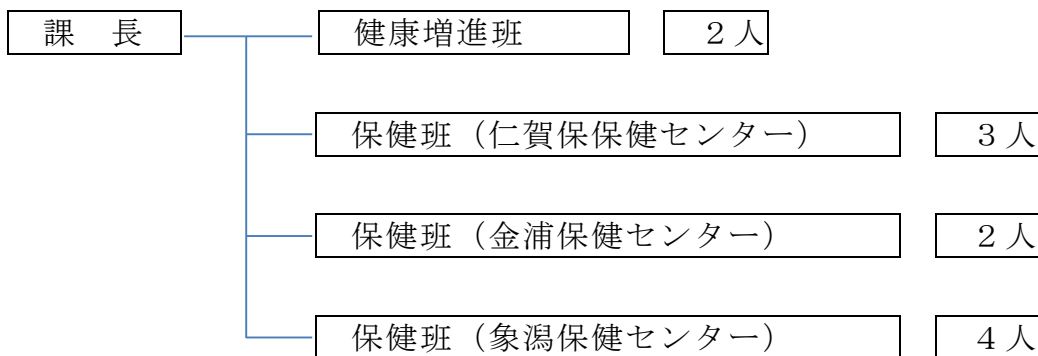 課　長　健康増進班　２人
保健班（仁賀保保健センター）　３人
保健班（金浦保健センター）　２人
保健班（象潟保健センター）　４人